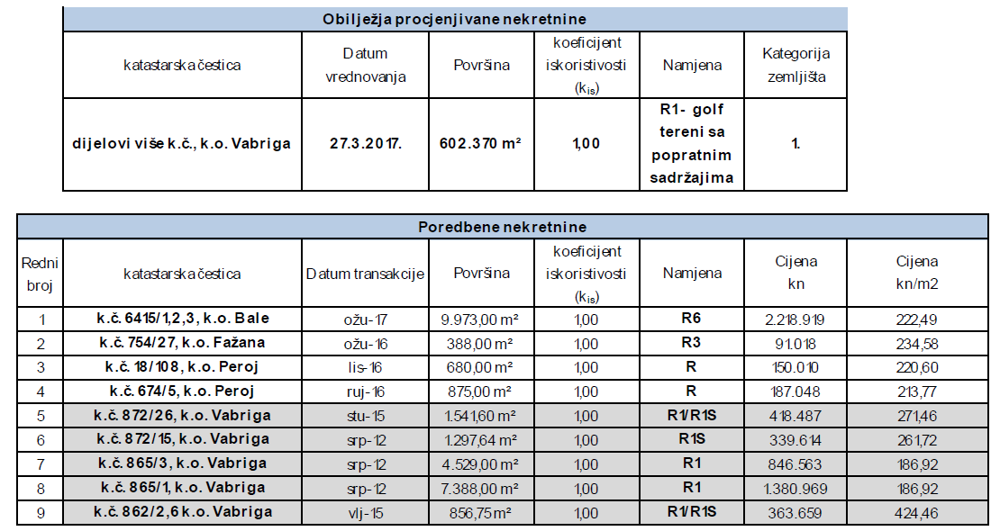 Obilježja procjenjivane nekretnine
katastarska čestica | Datum vrednovanja | Površina | koeficijent iskoristivosti (kis) | Namjena | Kategorija zemljišta
dijelovi više k.č., k.o. Vabriga | 27.3.2017. | 602.370 m² | 1,00 | R1- golf tereni sa popratnim sadržajima | 1.
Poredbene nekretnine
Redni broj | katastarska čestica | Datum transakcije | Površina | koeficijent iskoristivosti (kis) | Namjena | Cijena kn | Cijena kn/m2
1 | k.č. 6415/1,2,3, k.o. Bale | ožu-17 | 9.973,00 m² | 1,00 | R6 | 2.218.919 | 222,49
2 | k.č. 754/27, k.o. Fažana | ožu-16 | 388,00 m² | 1,00 | R3 | 91.018 | 234,58
3 | k.č. 18/108, k.o. Peroj | lis-16 | 680,00 m² | 1,00 | R | 150.010 | 220,60
4 | k.č. 674/5, k.o. Peroj | ruj-16 | 875,00 m² | 1,00 | R | 187.048 | 213,77
5 | k.č. 872/26, k.o. Vabriga | stu-15 | 1.541,60 m² | 1,00 | R1/R1S | 418.487 | 271,46
6 | k.č. 872/15, k.o. Vabriga | srp-12 | 1.297,64 m² | 1,00 | R1S | 339.614 | 261,72
7 | k.č. 865/3, k.o. Vabriga | srp-12 | 4.529,00 m² | 1,00 | R1 | 846.563 | 186,92
8 | k.č. 865/1, k.o. Vabriga | srp-12 | 7.388,00 m² | 1,00 | R1 | 1.380.969 | 186,92
9 | k.č. 862/2,6 k.o. Vabriga | vlj-15 | 856,75 m² | 1,00 | R1/R1S | 363.659 | 424,46